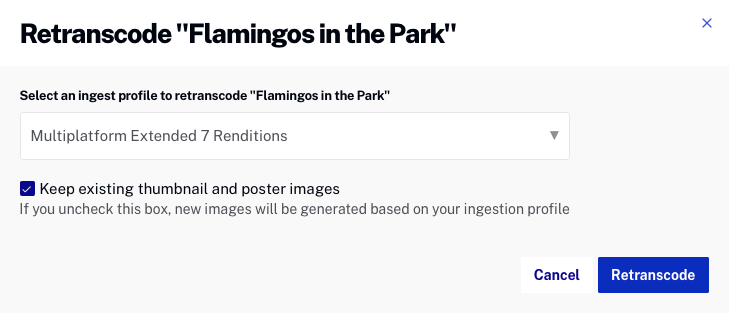 Retranscode "Flamingos in the Park"
Select an ingest profile to retranscode "Flamingos in the Park"
Multiplatform Extended 7 Renditions
Keep existing thumbnail and poster images
If you uncheck this box, new images will be generated based on your ingestion profile
Cancel Retranscode